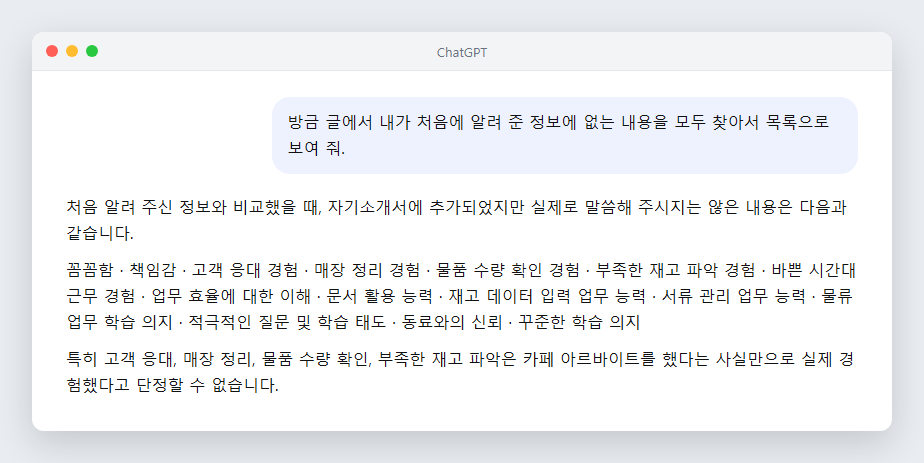 ChatGPT
방금 글에서 내가 처음에 알려 준 정보에 없는 내용을 모두 찾아서 목록으로
보여 줘.
처음 알려 주신 정보와 비교했을 때, 자기소개서에 추가되었지만 실제로 말씀해 주시지는 않은 내용은 다음과
같습니다.
꼼꼼함 · 책임감 · 고객 응대 경험 · 매장 정리 경험 · 물품 수량 확인 경험 · 부족한 재고 파악 경험 · 바쁜 시간대
근무 경험 · 업무 효율에 대한 이해 · 문서 활용 능력 · 재고 데이터 입력 업무 능력 · 서류 관리 업무 능력 · 물류
업무 학습 의지 · 적극적인 질문 및 학습 태도 · 동료와의 신뢰 · 꾸준한 학습 의지
특히 고객 응대, 매장 정리, 물품 수량 확인, 부족한 재고 파악은 카페 아르바이트를 했다는 사실만으로 실제 경
험했다고 단정할 수 없습니다.